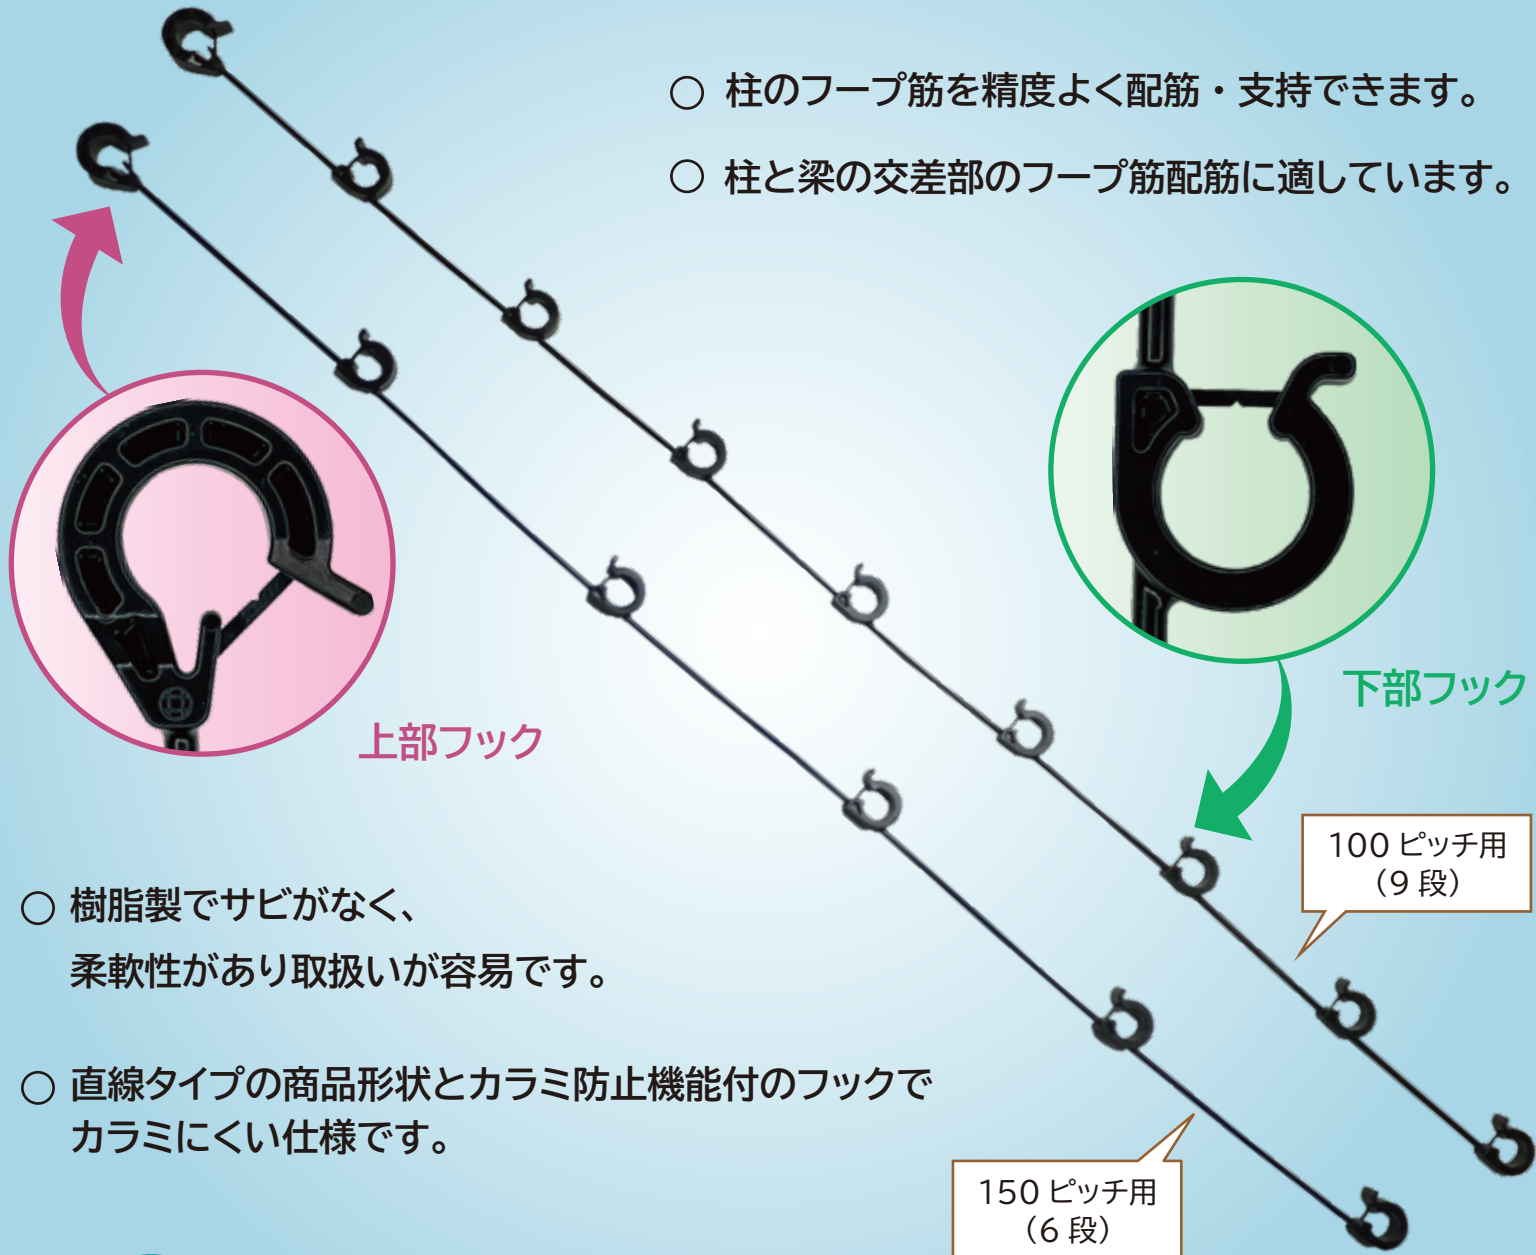 ○ 柱のフープ筋を精度よく配筋・支持できます。
○ 柱と梁の交差部のフープ筋配筋に適しています。
下部フック
上部フック
100 ピッチ用
（9 段）
○ 樹脂製でサビがなく、
柔軟性があり取扱いが容易です。
○ 直線タイプの商品形状とカラミ防止機能付のフックで
カラミにくい仕様です。
150 ピッチ用
（6 段）